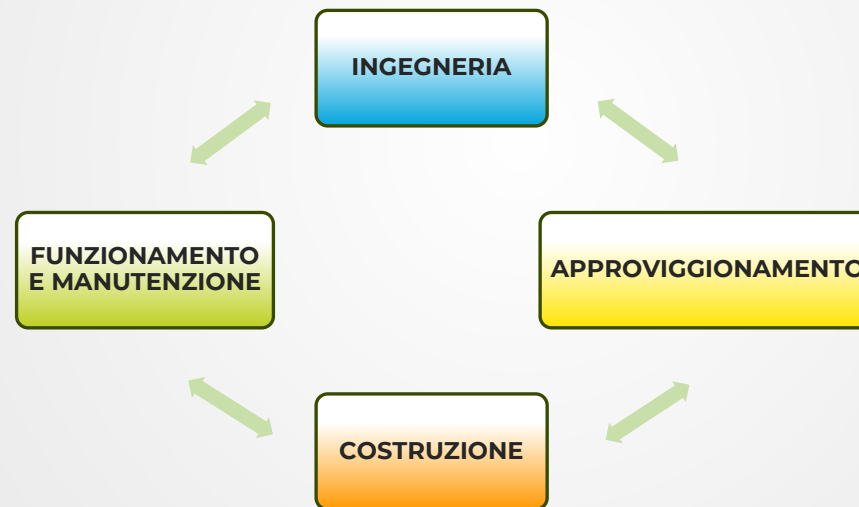 INGEGNERIA
FUNZIONAMENTO
E MANUTENZIONE
APPROVIGGIONAMENTO
COSTRUZIONE